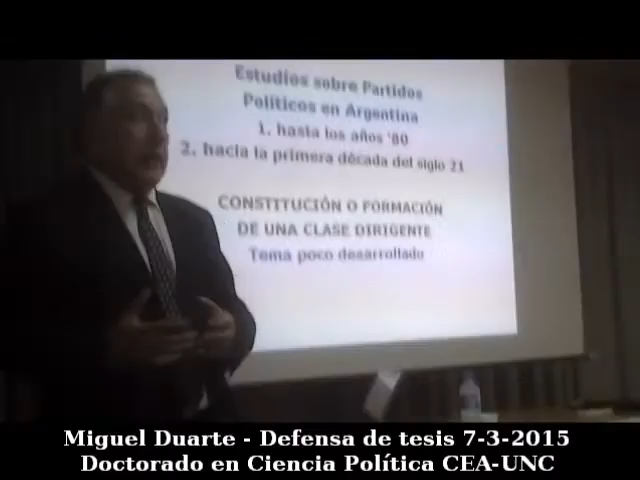 Estudios sobre Partidos
Políticos en Argentina
1. hasta los años '80
2. hacia la primera década del siglo 21
CONSTITUCIÓN O FORMACIÓN
DE UNA CLASE DIRIGENTE
Tema poco desarrollado
Miguel Duarte - Defensa de tesis 7-3-2015
Doctorado en Ciencia Política CEA-UNC